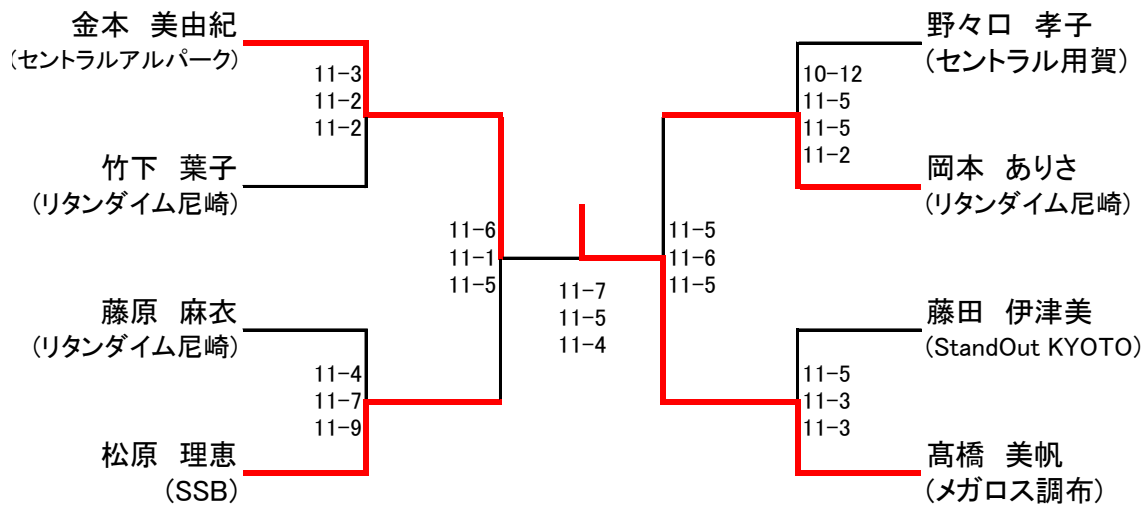 金本 美由紀
(セントラルアルパーク)
11-3
11-2
11-2
竹下 葉子
(リタンダイム尼崎)
11-6
11-1
11-5
藤原 麻衣
(リタンダイム尼崎)
11-4
11-7
11-9
松原 理恵
(SSB)
11-7
11-5
11-4
野々口 孝子
(セントラル用賀)
10-12
11-5
11-5
11-2
岡本 ありさ
(リタンダイム尼崎)
11-5
11-6
11-5
藤田 伊津美
(StandOut KYOTO)
11-5
11-3
11-3
髙橋 美帆
(メガロス調布)